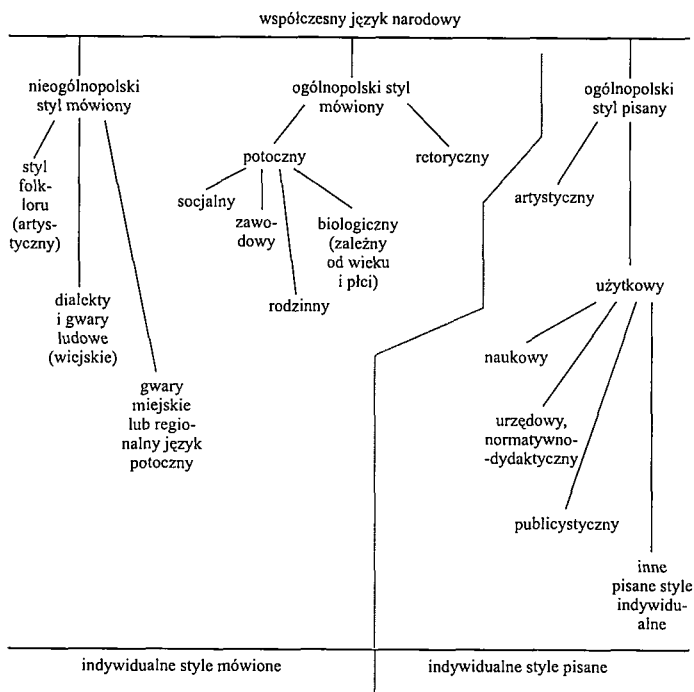 współczesny język narodowy
nieogólnopolski
styl mówiony
styl
folk-
loru
(artys-
tyczny)
dialekty
i gwary
ludowe
(wiejskie)
gwary
miejskie
lub regio-
nalny język
potoczny
ogólnopolski styl
mówiony
potoczny
retoryczny
socjalny
zawo-
dowy
biologiczny
(zależny
od wieku
i płci)
rodzinny
ogólnopolski
styl pisany
artystyczny
użytkowy
naukowy
urzędowy,
normatywno-
-dydaktyczny
publicystyczny
inne
pisane style
indywidu-
alne
indywidualne style mówione
indywidualne style pisane